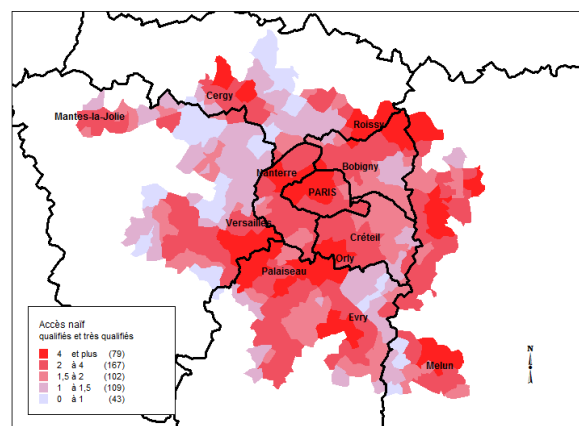 Cergy
Mantes-la-Jolie
Roissy
Nanterre
Bobigny
PARIS
Versailles
Créteil
Orly
Palaiseau
Evry
Melun
Accès naïf
qualifiés et très qualifiés
4 et plus (79)
2 à 4 (167)
1,5 à 2 (102)
1 à 1,5 (109)
0 à 1 (43)
N